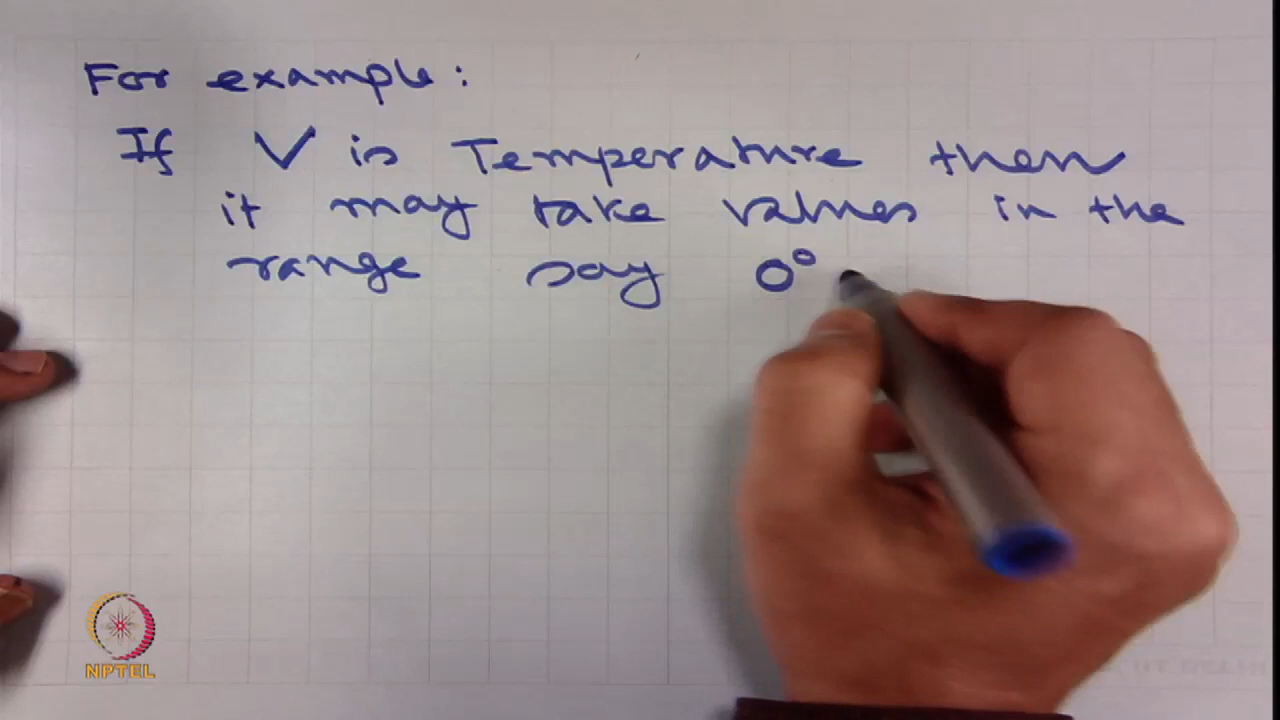 For example:
If V is Temperature then
it may take values in the
range say 0°
NPTEL